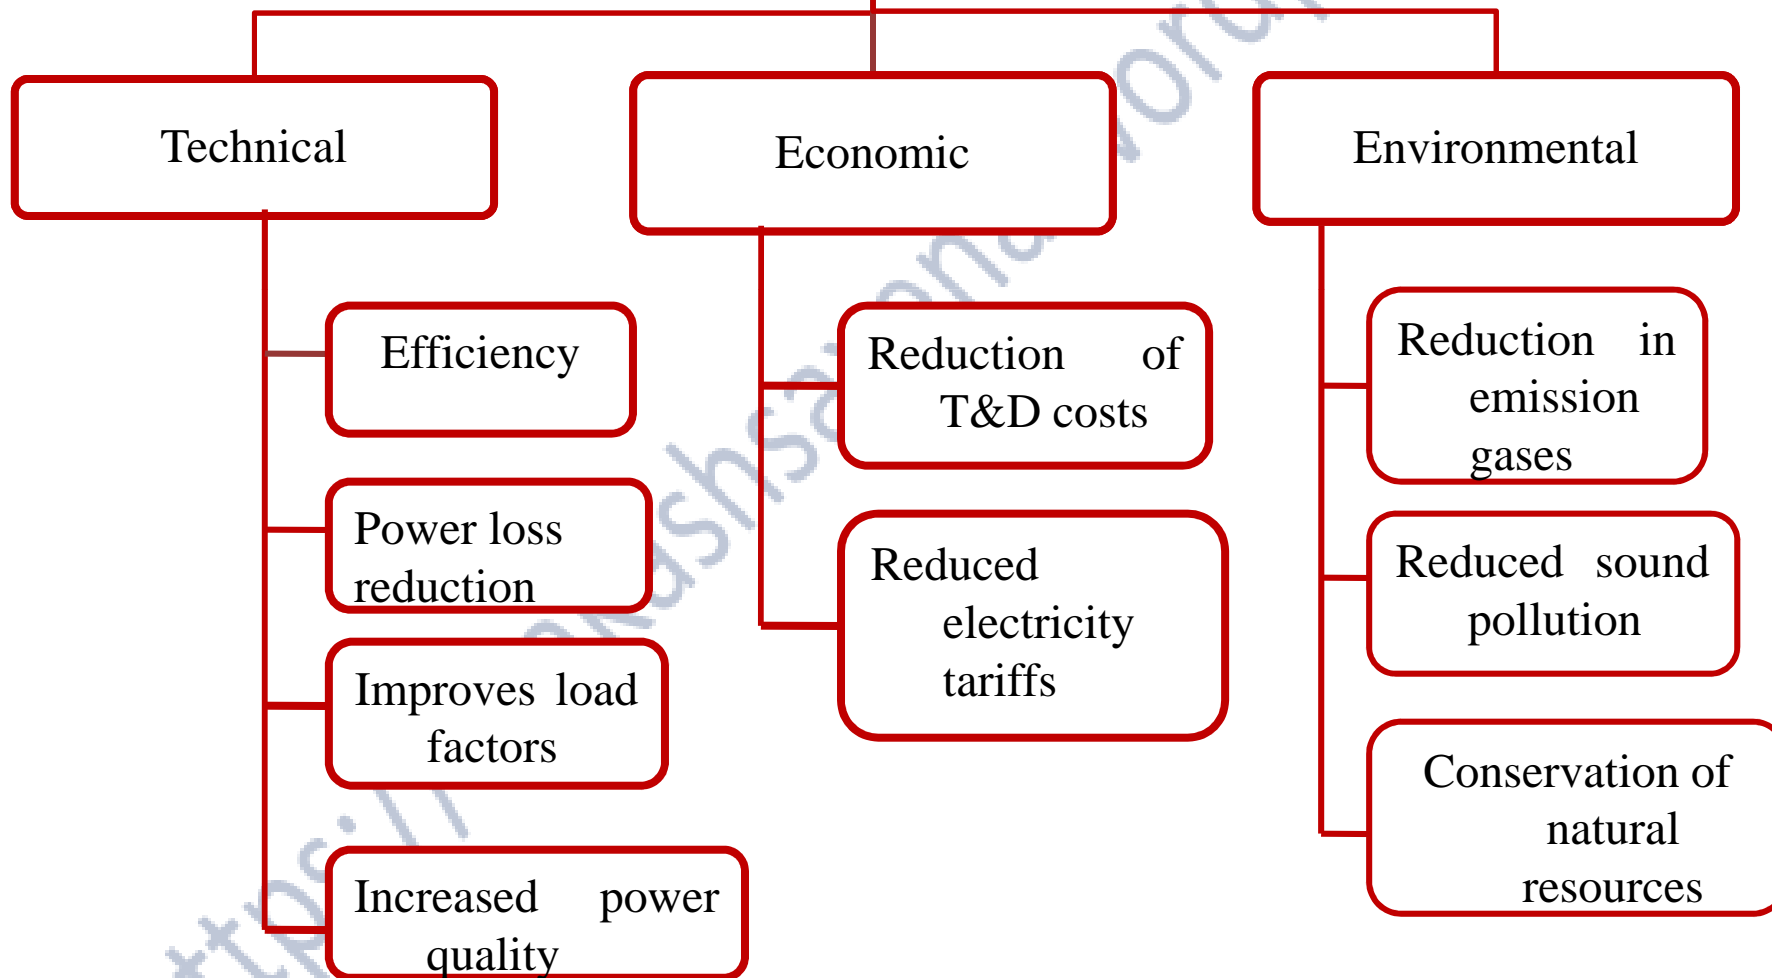 Technical
Economic
Environmental
Efficiency
Power loss
reduction
Improves load
factors
Increased power
quality
Reduction of
T&D costs
Reduced
electricity
tariffs
Reduction in
emission
gases
Reduced sound
pollution
Conservation of
natural
resources